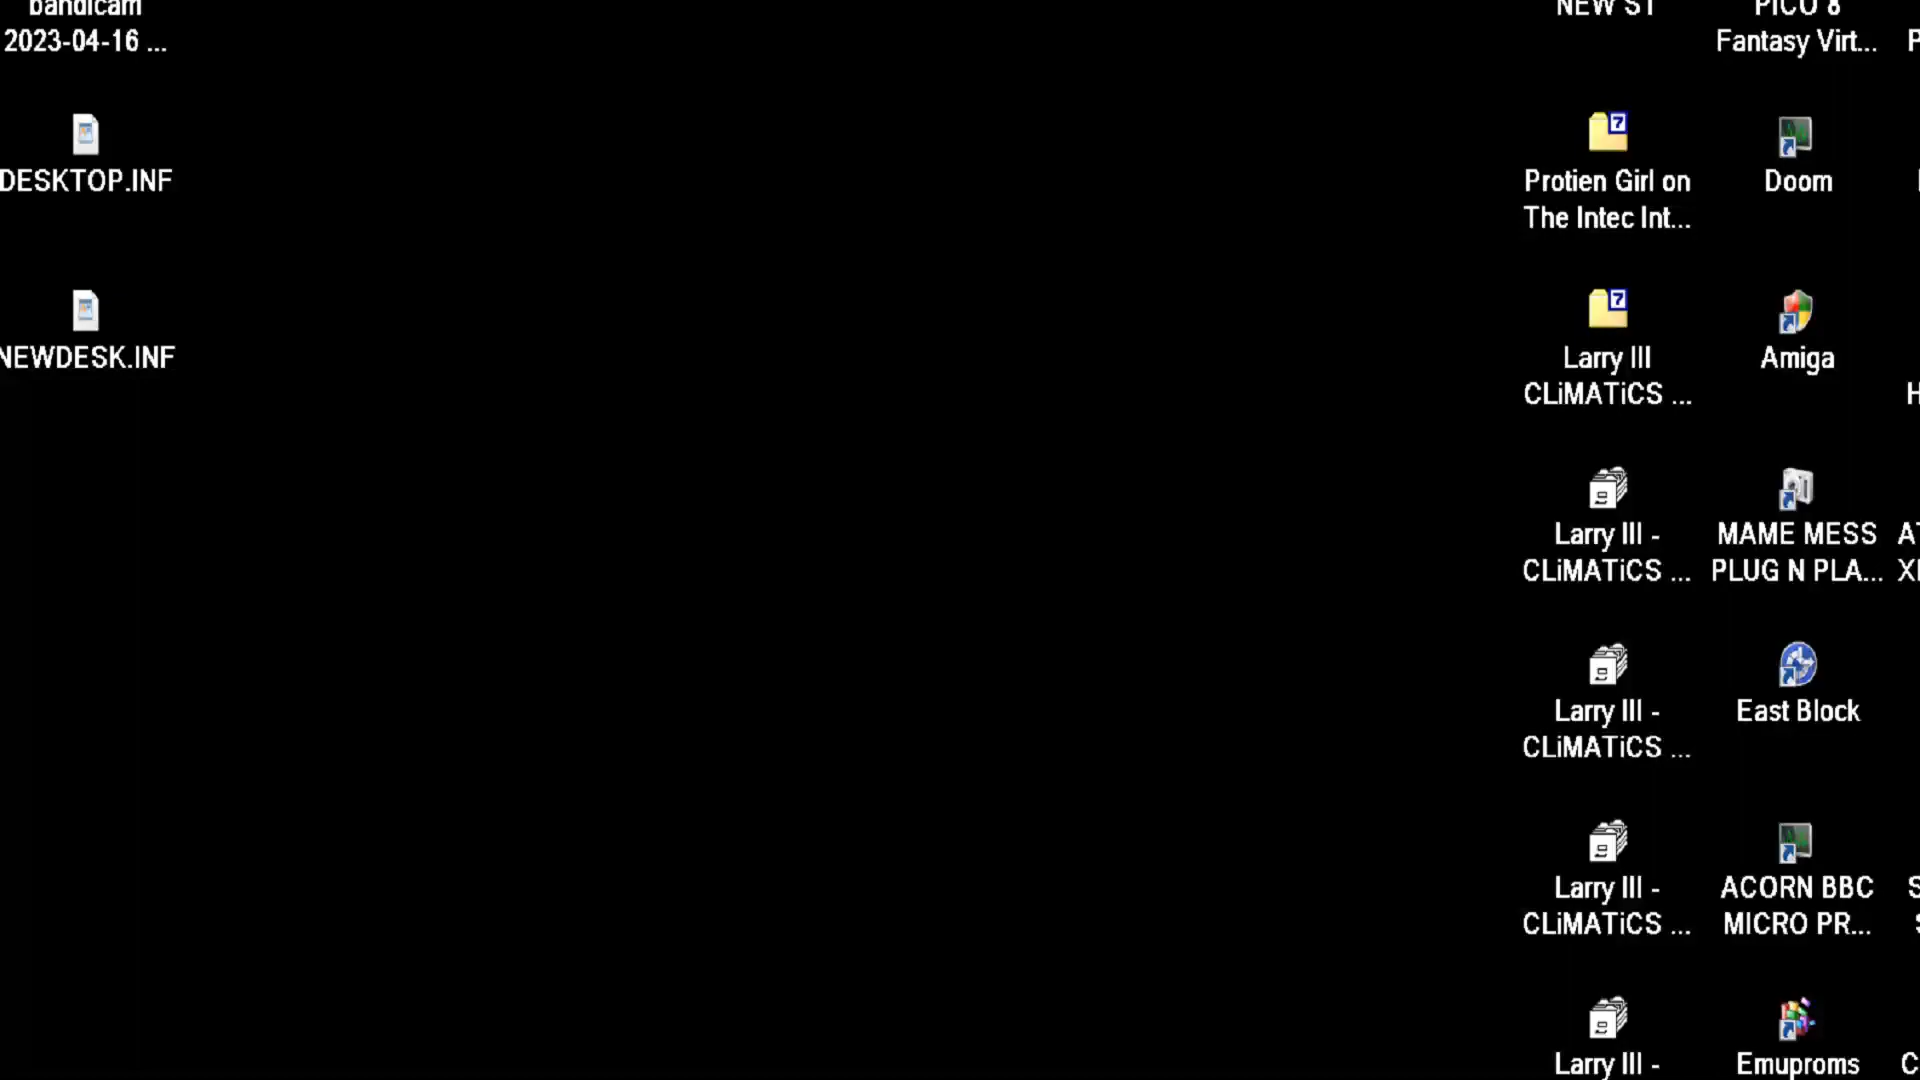 bandicam
2023-04-16 ...
DESKTOP.INF
NEWDESK.INF
NEW ST
Protien Girl on
The Intec Int...
Larry III
CLiMATiCS ...
Larry III -
CLiMATiCS ...
Larry III -
CLiMATiCS ...
Larry III -
CLiMATiCS ...
Larry III -
PICO 8
Fantasy Virt...
Doom
Amiga
MAME MESS
PLUG N PLA...
East Block
ACORN BBC
MICRO PR...
Emuproms